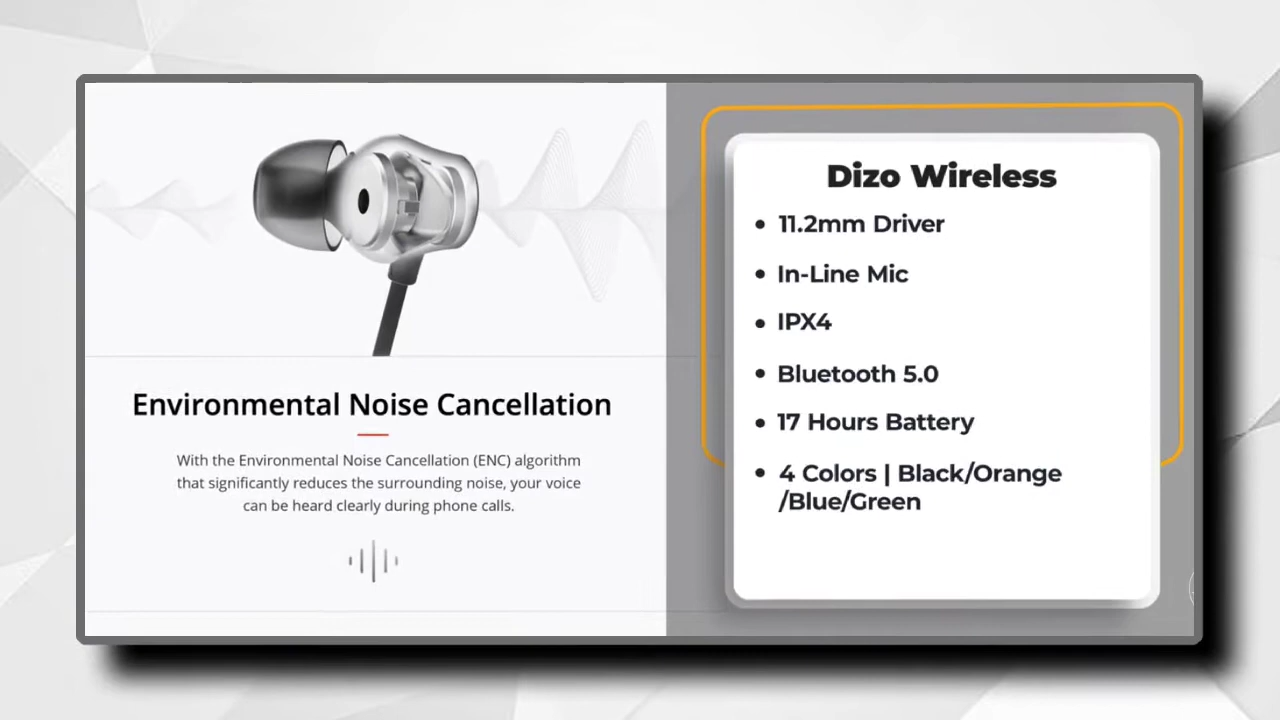 Environmental Noise Cancellation
With the Environmental Noise Cancellation (ENC) algorithm
that significantly reduces the surrounding noise, your voice
can be heard clearly during phone calls.
Dizo Wireless
• 11.2mm Driver
• In-Line Mic
• IPX4
• Bluetooth 5.0
• 17 Hours Battery
• 4 Colors | Black/Orange
/Blue/Green